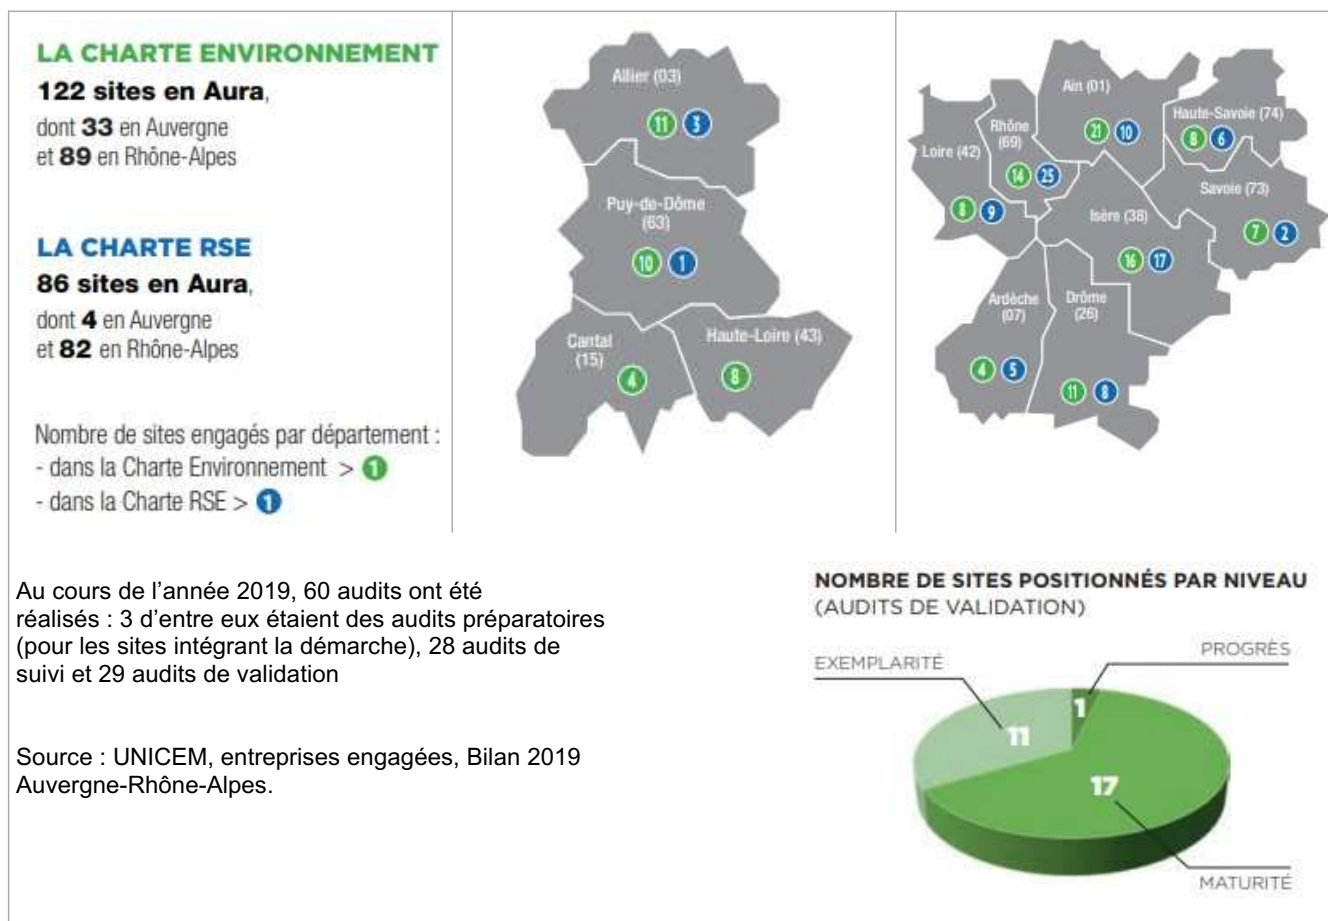 LA CHARTE ENVIRONNEMENT
122 sites en Aura,
dont 33 en Auvergne
et 89 en Rhône-Alpes
LA CHARTE RSE
86 sites en Aura,
dont 4 en Auvergne
et 82 en Rhône-Alpes
Nombre de sites engagés par département :
- dans la Charte Environnement > 1
- dans la Charte RSE > 1
Allier (03)
11 3
Puy-de-Dôme
(63)
10 1
Cantal
(15)
4
Haute-Loire (43)
8
Ain (01)
21 10
Haute-Savoie (74)
8 6
Rhône
(69)
14 25
Loire (42)
8 9
Savoie (73)
7 2
Isère (38)
16 17
Ardèche
(07)
4 5
Drôme
(26)
11 8
Au cours de l'année 2019, 60 audits ont été
réalisés : 3 d'entre eux étaient des audits préparatoires
(pour les sites intégrant la démarche), 28 audits de
suivi et 29 audits de validation
Source : UNICEM, entreprises engagées, Bilan 2019
Auvergne-Rhône-Alpes.
NOMBRE DE SITES POSITIONNÉS PAR NIVEAU
(AUDITS DE VALIDATION)
EXEMPLARITÉ
PROGRÈS
1
11
17
MATURITÉ